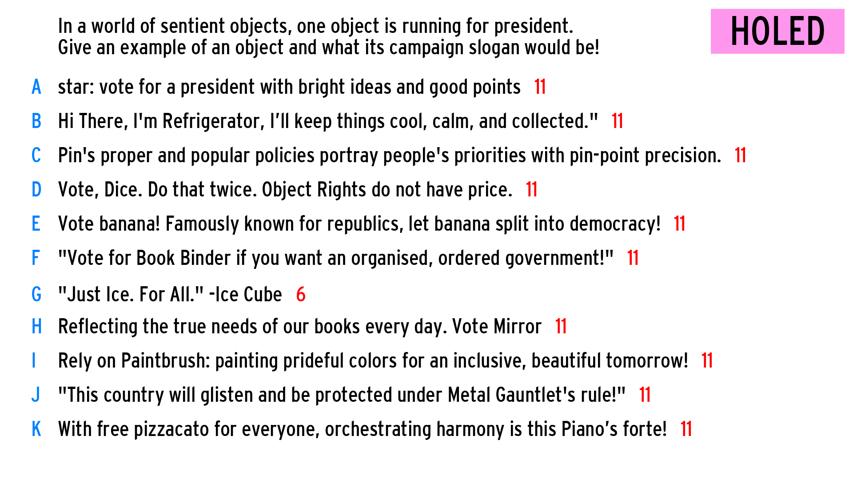 In a world of sentient objects, one object is running for president.
Give an example of an object and what its campaign slogan would be!
HOLED
A star: vote for a president with bright ideas and good points 11
B Hi There, I'm Refrigerator, I’ll keep things cool, calm, and collected." 11
C Pin's proper and popular policies portray people's priorities with pin-point precision. 11
D Vote, Dice. Do that twice. Object Rights do not have price. 11
E Vote banana! Famously known for republics, let banana split into democracy! 11
F "Vote for Book Binder if you want an organised, ordered government!" 11
G "Just Ice. For All." -Ice Cube 6
H Reflecting the true needs of our books every day. Vote Mirror 11
I Rely on Paintbrush: painting prideful colors for an inclusive, beautiful tomorrow! 11
J "This country will glisten and be protected under Metal Gauntlet's rule!" 11
K With free pizzacato for everyone, orchestrating harmony is this Piano’s forte! 11